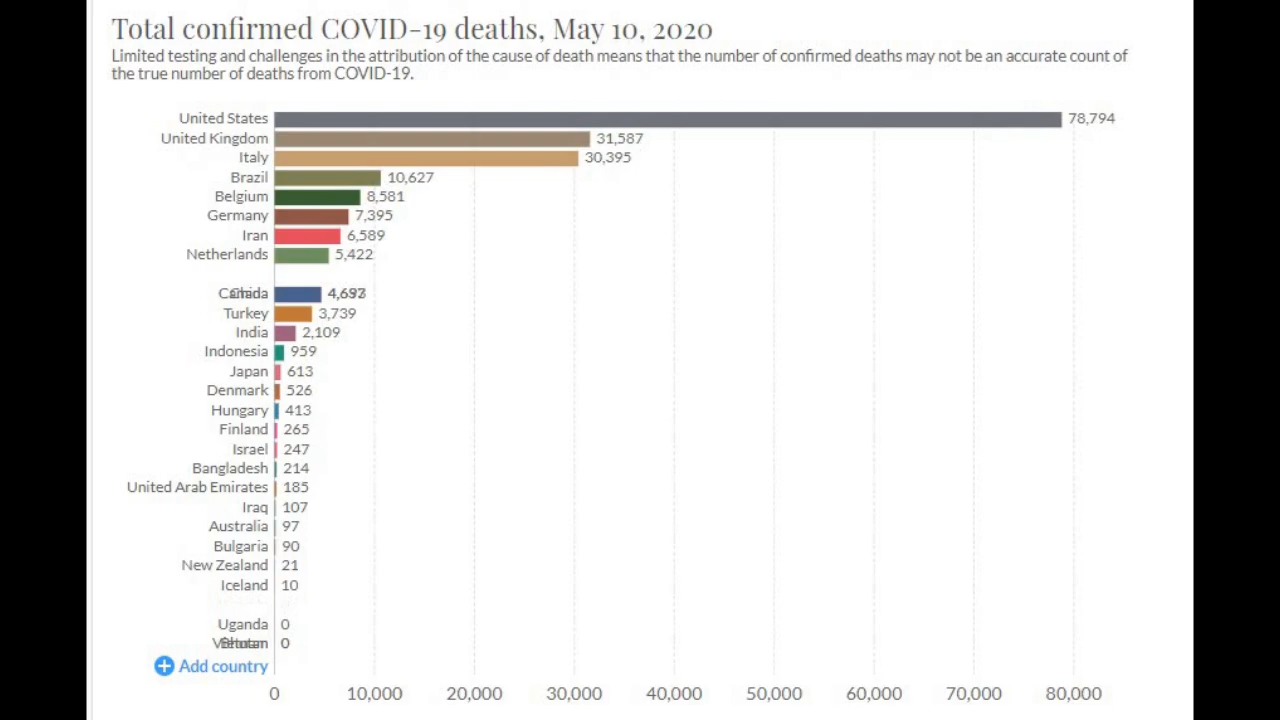 Total confirmed COVID-19 deaths, May 10, 2020
Limited testing and challenges in the attribution of the cause of death means that the number of confirmed deaths may not be an accurate count of
the true number of deaths from COVID-19.
United States 78,794
United Kingdom 31,587
Italy 30,395
Brazil 10,627
Belgium 8,581
Germany 7,395
Iran 6,589
Netherlands 5,422
Turkey 3,739
India 2,109
Indonesia 959
Japan 613
Denmark 526
Hungary 413
Finland 265
Israel 247
Bangladesh 214
United Arab Emirates 185
Iraq 107
Australia 97
Bulgaria 90
New Zealand 21
Iceland 10
Uganda 0
0
Add country
0 10,000 20,000 30,000 40,000 50,000 60,000 70,000 80,000